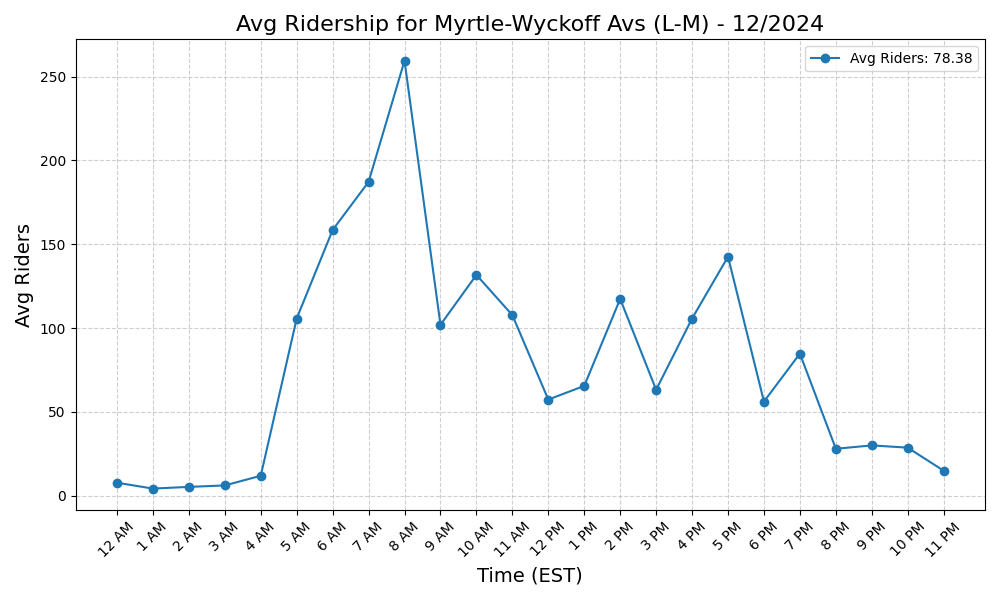 Avg Ridership for Myrtle-Wyckoff Avs (L-M) - 12/2024
Avg Riders: 78.38
Avg Riders
250
200
150
100
50
0
12 AM
1 AM
2 AM
3 AM
4 AM
5 AM
6 AM
7 AM
8 AM
9 AM
10 AM
11 AM
12 PM
1 PM
2 PM
3 PM
4 PM
5 PM
6 PM
7 PM
8 PM
9 PM
10 PM
11 PM
Time (EST)